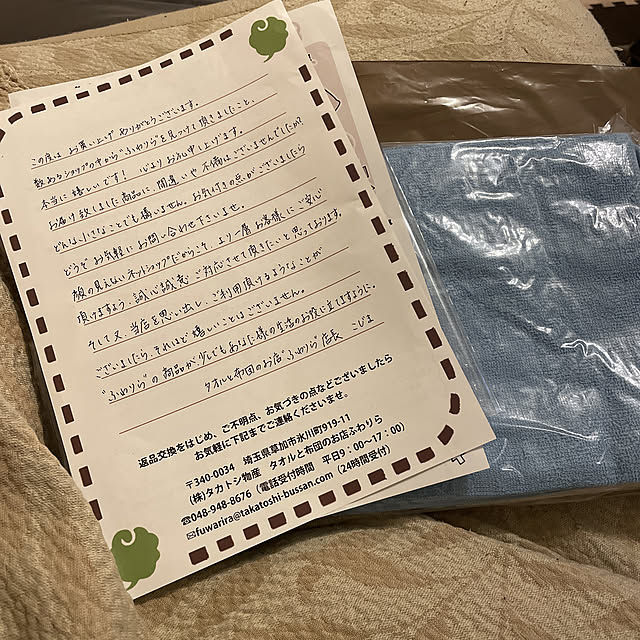 この度は お買い上げ ありがとうございます。
数あるショップの中から“ふわりら”を見つけて頂きましたこと、
本当に嬉しいです！ 心より お礼申し上げます。
お届け致しました商品に、間違いや不備はございませんでしたか？
どんな小さなことでも構いません。お気付きの点がございましたら
どうぞ お気軽に お問い合わせ下さいませ。
顔の見えないネットショップだからこそ、より一層 お客様に ご安心
頂けますよう、誠心誠意 ご対応させて頂きたいと思っております。
そして又、当店を思い出し、ご利用頂けるようなことが
ございましたら、それほど嬉しいことはございません。
“ふわりら”の商品が、少しでもあなた様の生活のお役に立てますように。
タオルと布団のお店“ふわりら”店長 こじま
返品交換をはじめ、ご不明点、お気づきの点などございましたら
お気軽に下記までご連絡くださいませ。
〒340-0034 埼玉県草加市氷川町919-11
(株)タカトシ物産 タオルと布団のお店ふわりら
☎048-948-8676（電話受付時間 平日9：00〜17：00）
✉fuwarira@takatoshi-bussan.com（24時間受付）